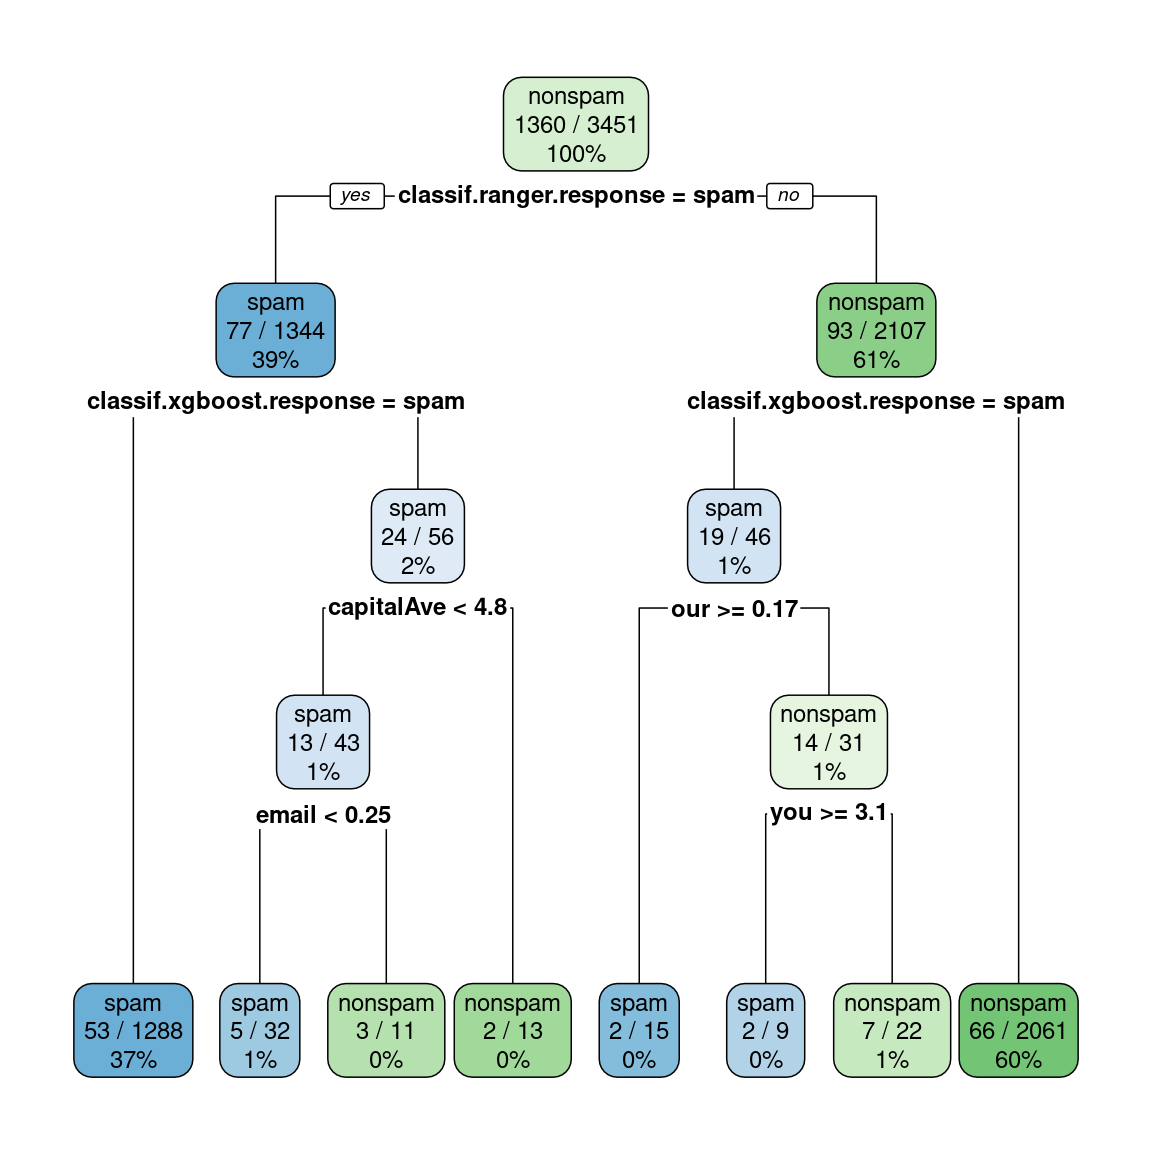 nonspam
1360 / 3451
100%
yes
classif.ranger.response = spam
no
spam
77 / 1344
39%
nonspam
93 / 2107
61%
classif.xgboost.response = spam
classif.xgboost.response = spam
spam
24 / 56
2%
spam
19 / 46
1%
capitalAve < 4.8
our >= 0.17
spam
13 / 43
1%
nonspam
14 / 31
1%
email < 0.25
you >= 3.1
spam
53 / 1288
37%
spam
5 / 32
1%
nonspam
3 / 11
0%
nonspam
2 / 13
0%
spam
2 / 15
0%
spam
2 / 9
0%
nonspam
7 / 22
1%
nonspam
66 / 2061
60%